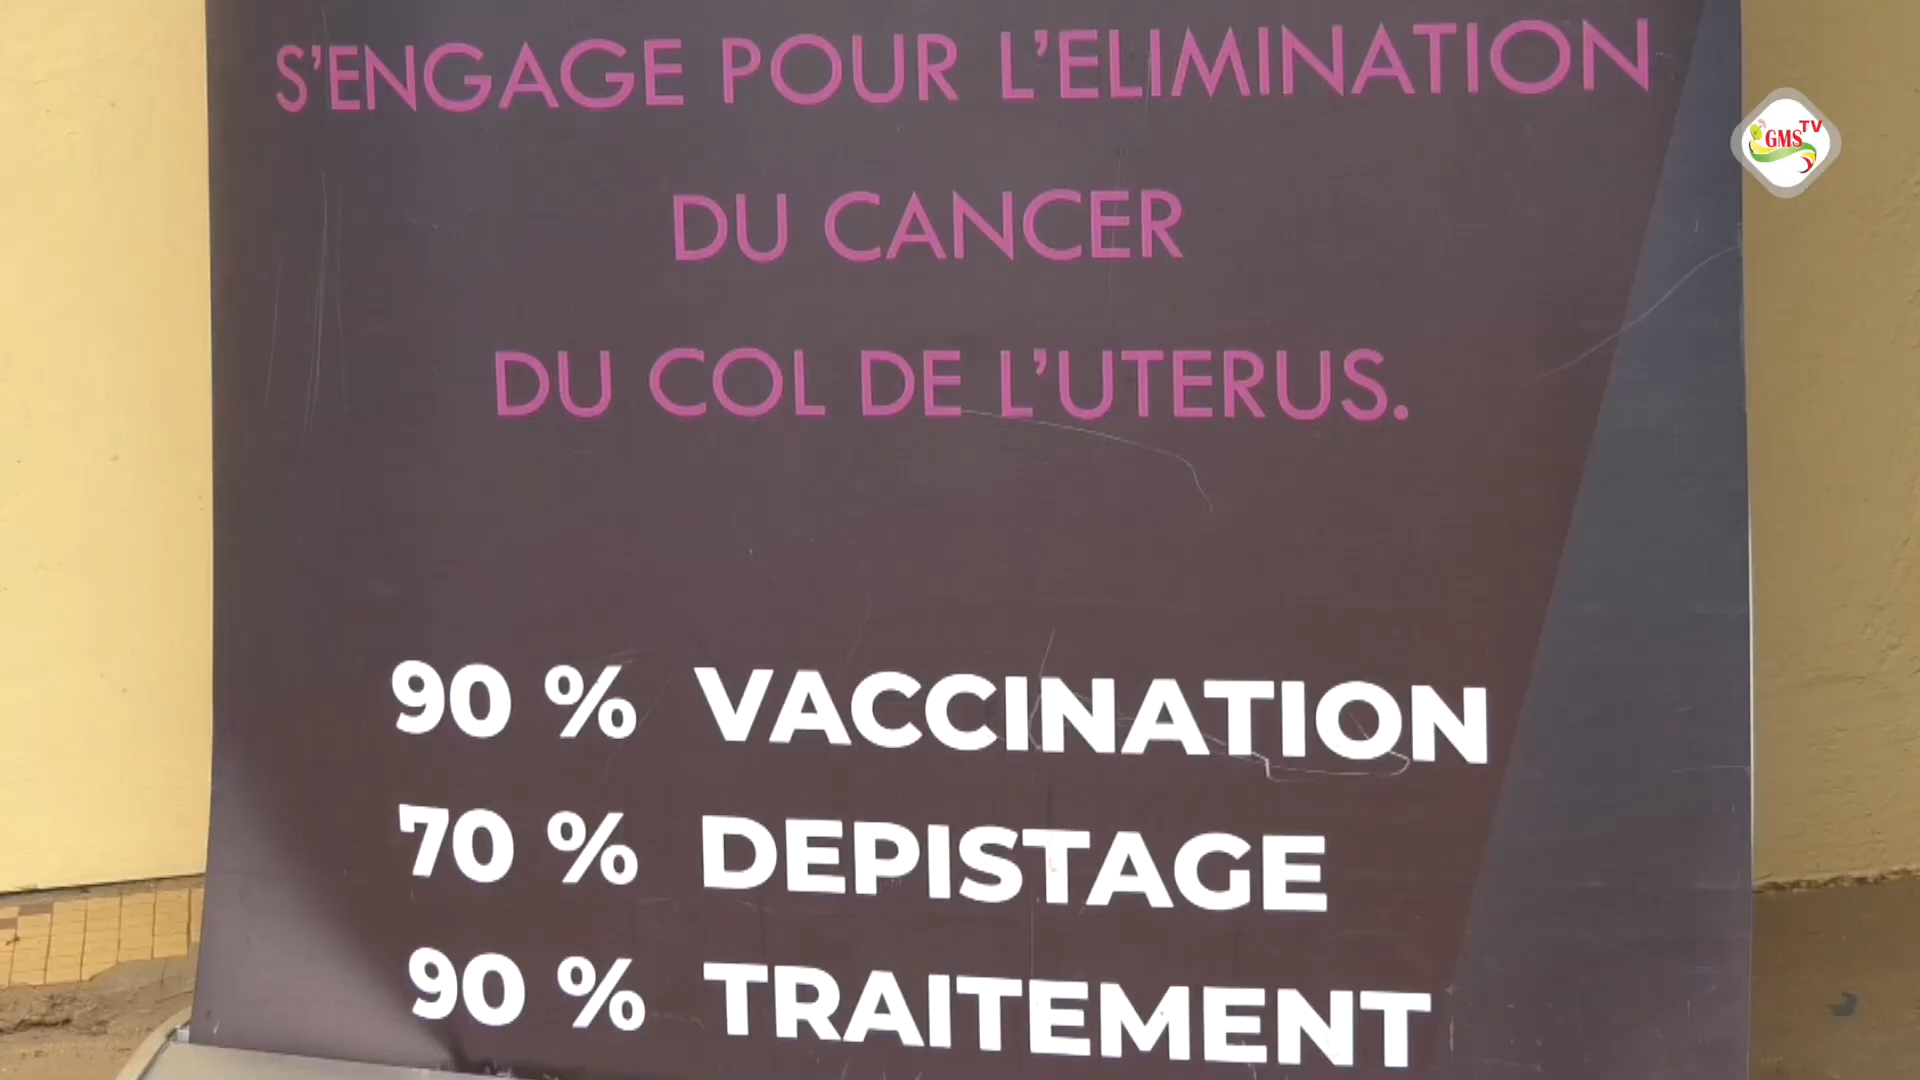 S'ENGAGE POUR L'ELIMINATION
GMS TV
DU CANCER
DU COL DE L'UTERUS.
90 % VACCINATION
70 % DEPISTAGE
90 % TRAITEMENT